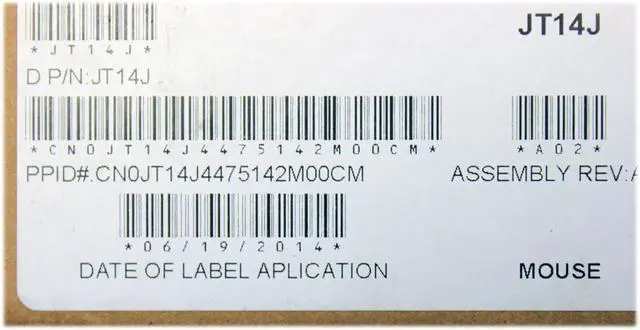 JT14J
*JT14J*
D P/N:JT14J
*CN0JT14J4475142M00CM* *A02*
PPID#:CN0JT14J4475142M00CM ASSEMBLY REV:A
*06/19/2014*
DATE OF LABEL APLICATION MOUSE